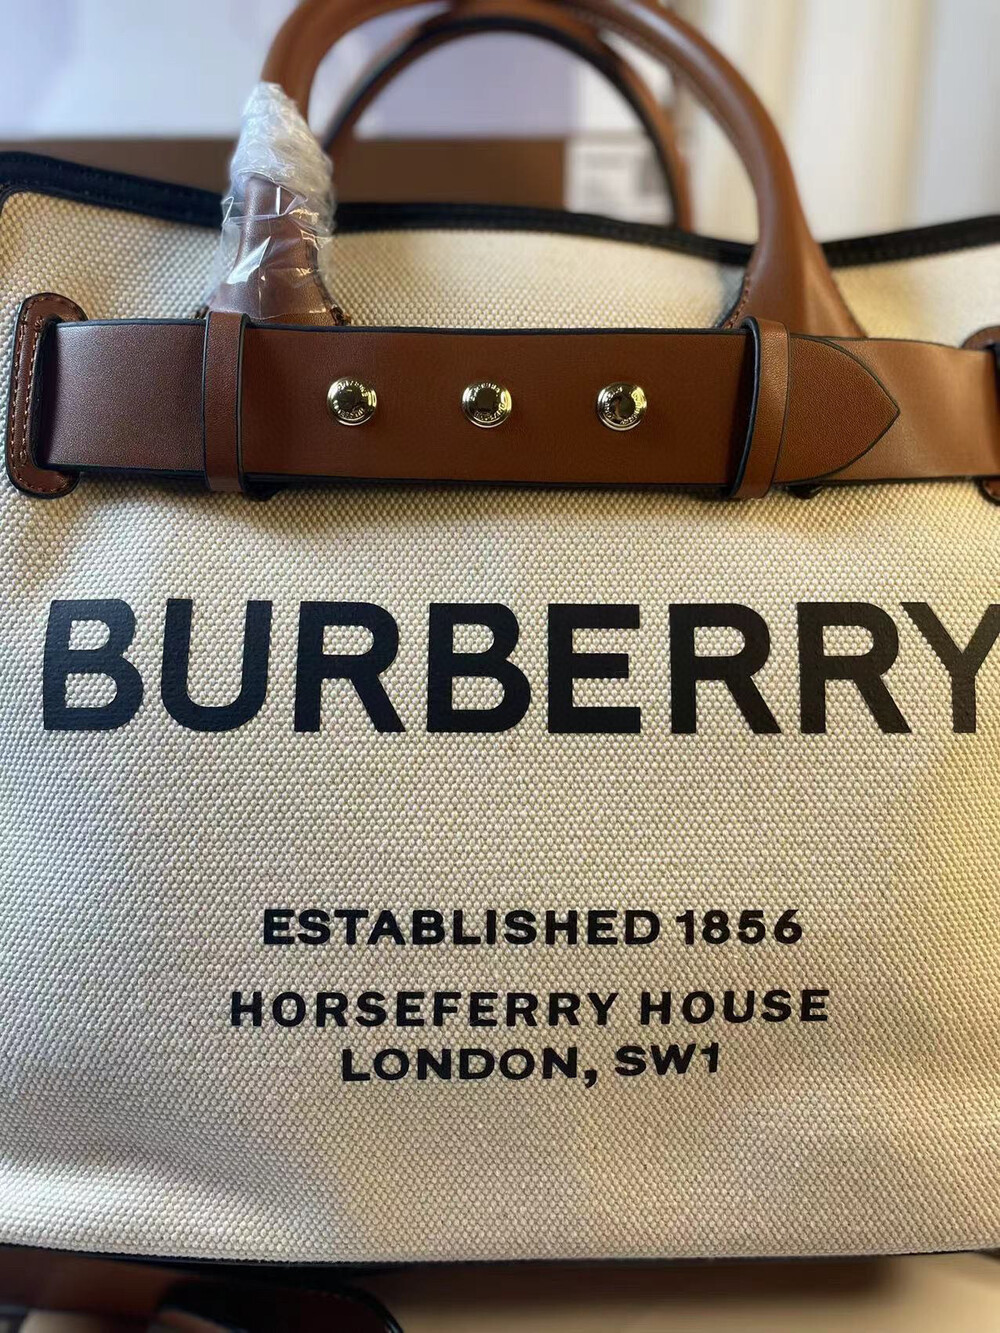 BURBERRY
ESTABLISHED 1856
HORSEFERRY HOUSE
LONDON, SW1